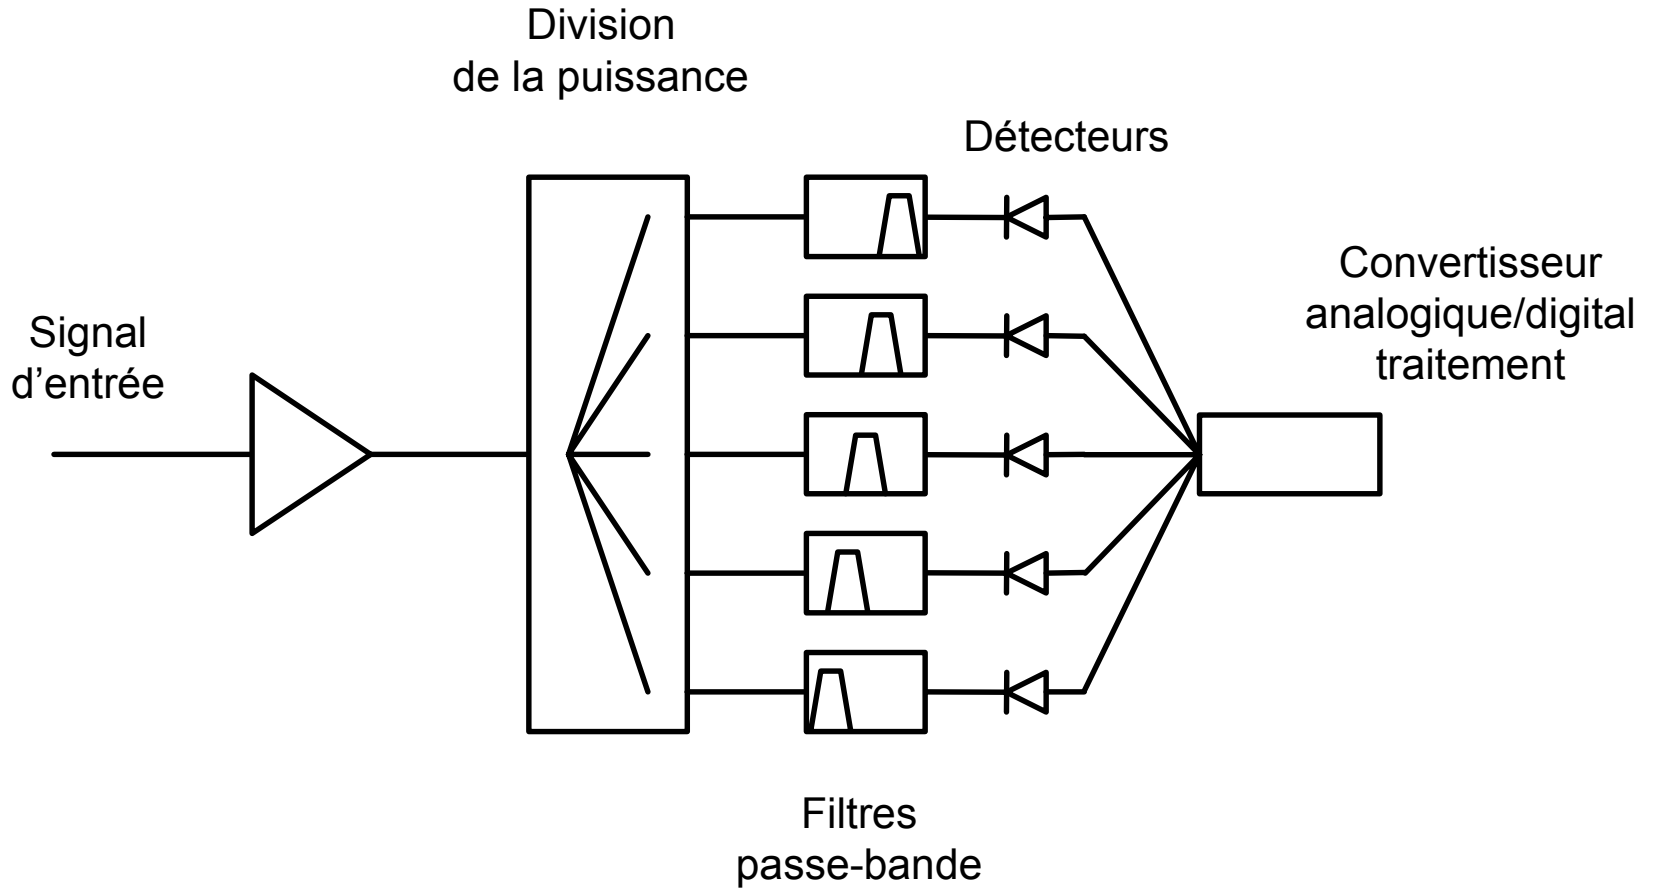 Division
de la puissance
Détecteurs
Convertisseur
analogique/digital
traitement
Signal
d’entrée
Filtres
passe-bande